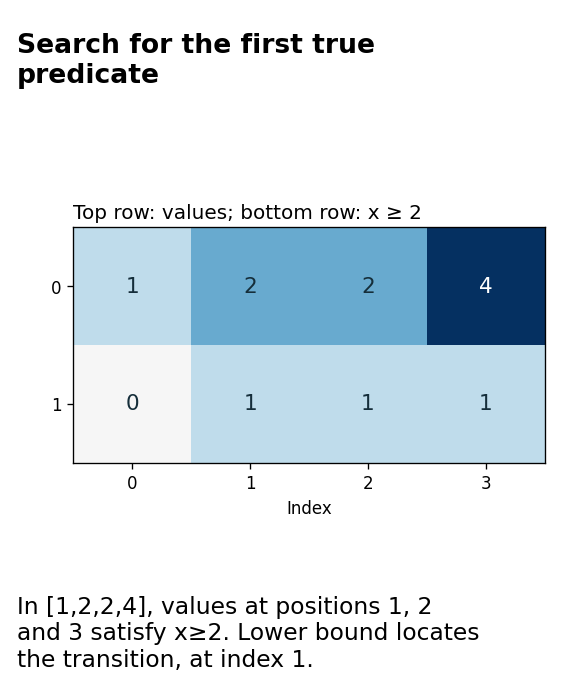 Search for the first true
predicate
Top row: values; bottom row: x ≥ 2
0 1 2 2 4
1 0 1 1 1
0 1 2 3
Index
In [1,2,2,4], values at positions 1, 2
and 3 satisfy x≥2. Lower bound locates
the transition, at index 1.